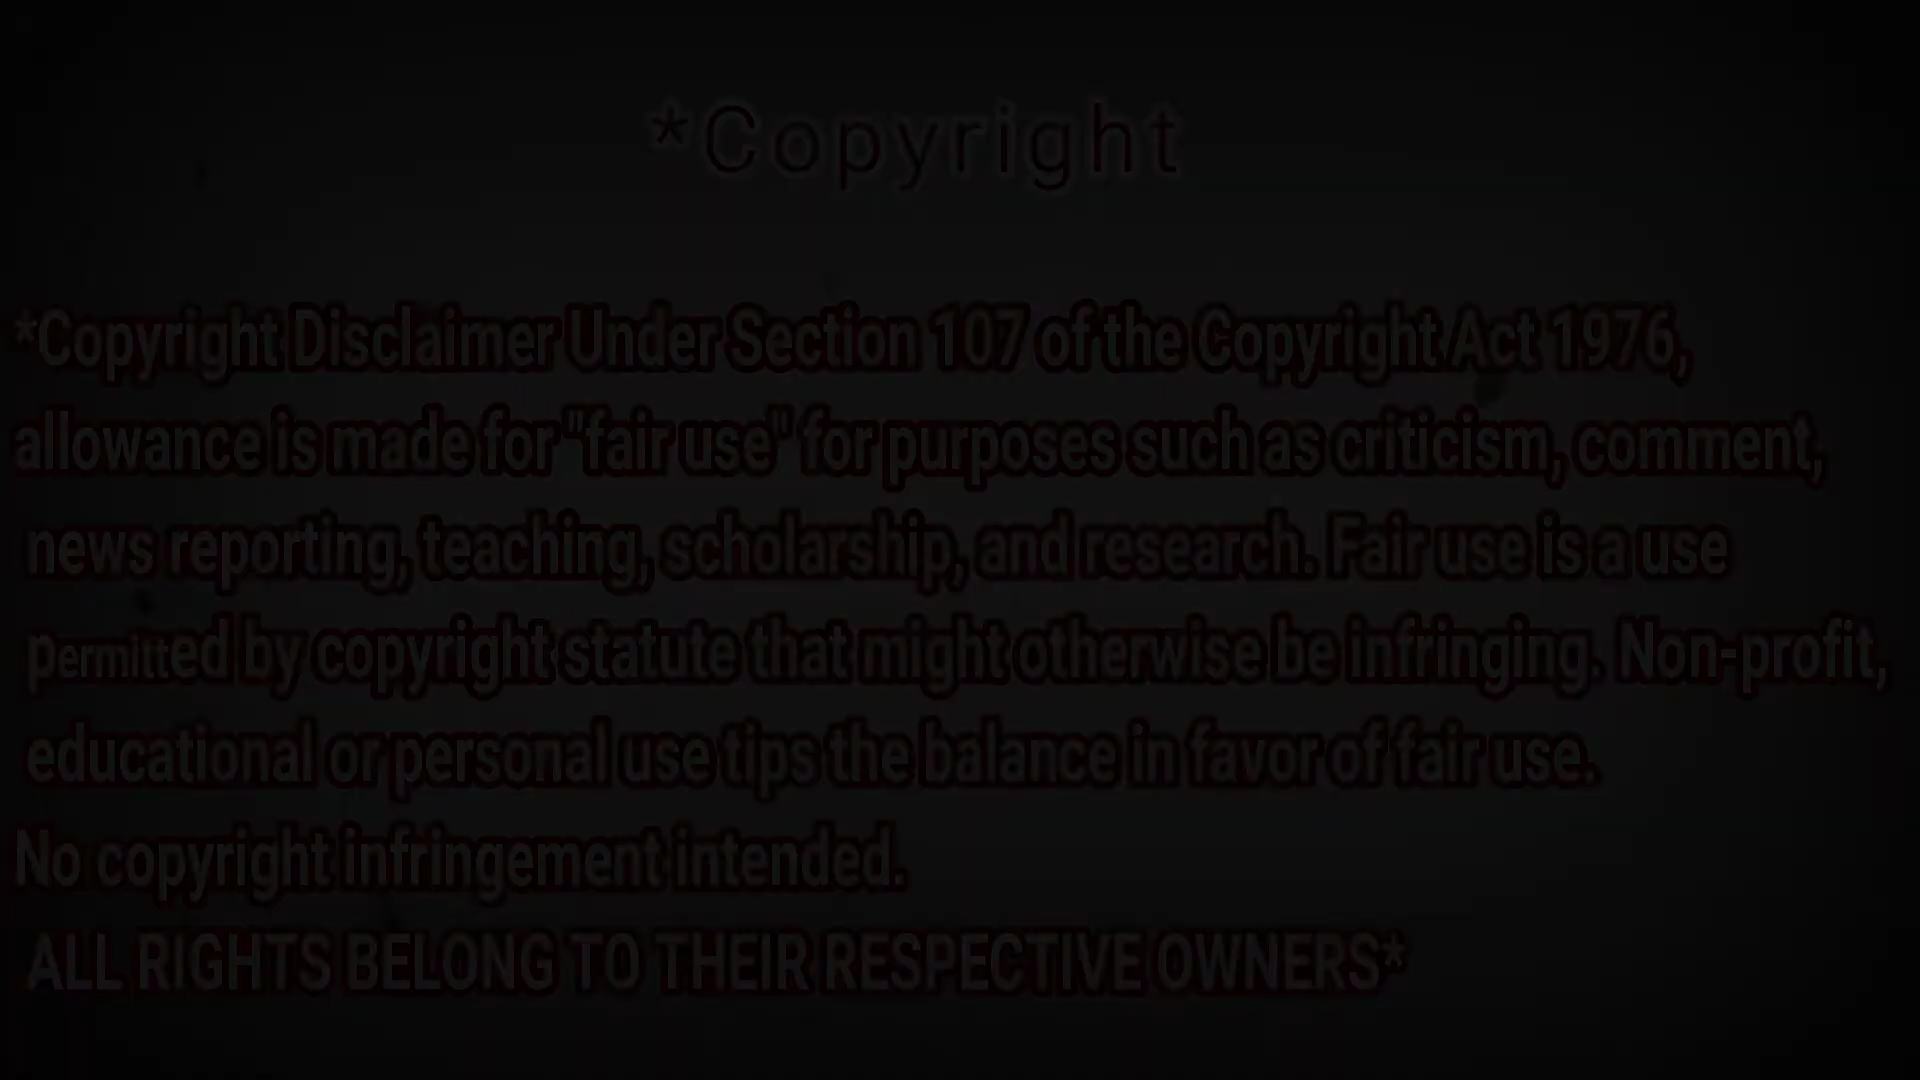 *Copyright
*Copyright Disclaimer Under Section 107 of the Copyright Act 1976,
allowance is made for "fair use" for purposes such as criticism, comment,
news reporting, teaching, scholarship, and research. Fair use is a use
permitted by copyright statute that might otherwise be infringing. Non-profit,
educational or personal use tips the balance in favor of fair use.
No copyright infringement intended.
ALL RIGHTS BELONG TO THEIR RESPECTIVE OWNERS*